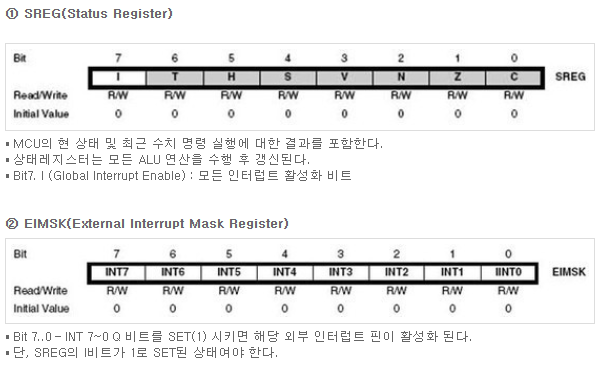 ① SREG(Status Register)
Bit 7 6 5 4 3 2 1 0
I T H S V N Z C SREG
Read/Write R/W R/W R/W R/W R/W R/W R/W R/W
Initial Value 0 0 0 0 0 0 0 0
▪ MCU의 현 상태 및 최근 수치 명령 실행에 대한 결과를 포함한다.
▪ 상태레지스터는 모든 ALU 연산을 수행 후 갱신된다.
▪ Bit7. I (Global Interrupt Enable) : 모든 인터럽트 활성화 비트
② EIMSK(External Interrupt Mask Register)
Bit 7 6 5 4 3 2 1 0
INT7 INT6 INT5 INT4 INT3 INT2 INT1 IINT0 EIMSK
Read/Write R/W R/W R/W R/W R/W R/W R/W R/W
Initial Value 0 0 0 0 0 0 0 0
▪ Bit 7..0 – INT 7~0 Q 비트를 SET(1) 시키면 해당 외부 인터럽트 핀이 활성화 된다.
▪ 단, SREG의 I비트가 1로 SET된 상태여야 한다.